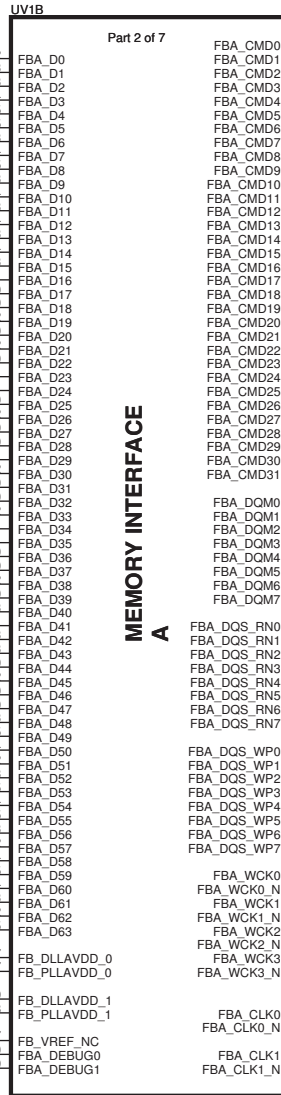 UV1B
Part 2 of 7
FBA_D0
FBA_D1
FBA_D2
FBA_D3
FBA_D4
FBA_D5
FBA_D6
FBA_D7
FBA_D8
FBA_D9
FBA_D10
FBA_D11
FBA_D12
FBA_D13
FBA_D14
FBA_D15
FBA_D16
FBA_D17
FBA_D18
FBA_D19
FBA_D20
FBA_D21
FBA_D22
FBA_D23
FBA_D24
FBA_D25
FBA_D26
FBA_D27
FBA_D28
FBA_D29
FBA_D30
FBA_D31
FBA_D32
FBA_D33
FBA_D34
FBA_D35
FBA_D36
FBA_D37
FBA_D38
FBA_D39
FBA_D40
FBA_D41
FBA_D42
FBA_D43
FBA_D44
FBA_D45
FBA_D46
FBA_D47
FBA_D48
FBA_D49
FBA_D50
FBA_D51
FBA_D52
FBA_D53
FBA_D54
FBA_D55
FBA_D56
FBA_D57
FBA_D58
FBA_D59
FBA_D60
FBA_D61
FBA_D62
FBA_D63
FB_DLLAVDD_0
FB_PLLAVDD_0
FB_DLLAVDD_1
FB_PLLAVDD_1
FB_VREF_NC
FBA_DEBUG0
FBA_DEBUG1
MEMORY INTERFACE
A
FBA_CMD0
FBA_CMD1
FBA_CMD2
FBA_CMD3
FBA_CMD4
FBA_CMD5
FBA_CMD6
FBA_CMD7
FBA_CMD8
FBA_CMD9
FBA_CMD10
FBA_CMD11
FBA_CMD12
FBA_CMD13
FBA_CMD14
FBA_CMD15
FBA_CMD16
FBA_CMD17
FBA_CMD18
FBA_CMD19
FBA_CMD20
FBA_CMD21
FBA_CMD22
FBA_CMD23
FBA_CMD24
FBA_CMD25
FBA_CMD26
FBA_CMD27
FBA_CMD28
FBA_CMD29
FBA_CMD30
FBA_CMD31
FBA_DQM0
FBA_DQM1
FBA_DQM2
FBA_DQM3
FBA_DQM4
FBA_DQM5
FBA_DQM6
FBA_DQM7
FBA_DQS_RN0
FBA_DQS_RN1
FBA_DQS_RN2
FBA_DQS_RN3
FBA_DQS_RN4
FBA_DQS_RN5
FBA_DQS_RN6
FBA_DQS_RN7
FBA_DQS_WP0
FBA_DQS_WP1
FBA_DQS_WP2
FBA_DQS_WP3
FBA_DQS_WP4
FBA_DQS_WP5
FBA_DQS_WP6
FBA_DQS_WP7
FBA_WCK0
FBA_WCK0_N
FBA_WCK1
FBA_WCK1_N
FBA_WCK2
FBA_WCK2_N
FBA_WCK3
FBA_WCK3_N
FBA_CLK0
FBA_CLK0_N
FBA_CLK1
FBA_CLK1_N